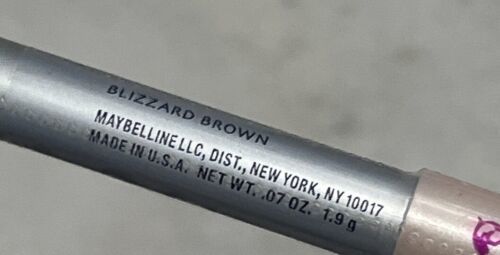 BLIZZARD BROWN
MAYBELLINE LLC, DIST., NEW YORK, NY 10017
MADE IN U.S.A. NET WT. .07 OZ. 1.9 g